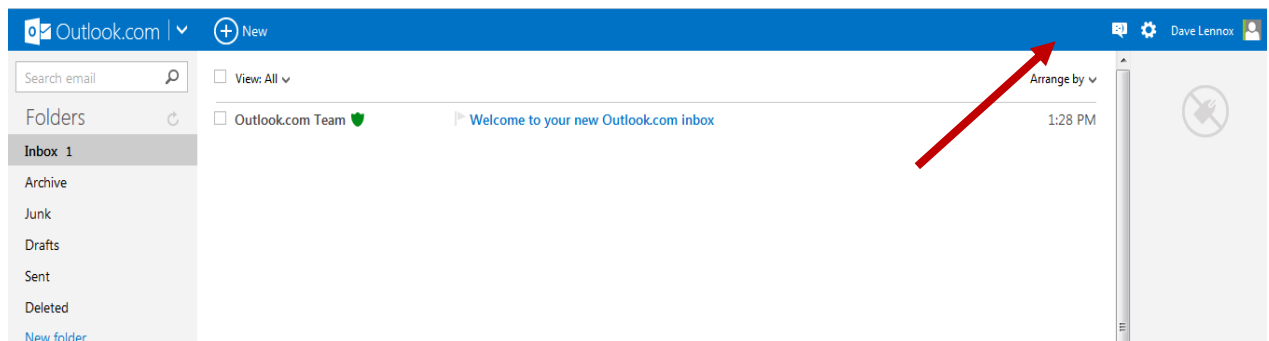 Outlook.com New Dave Lennox
Search email View: All Arrange by
Folders Outlook.com Team Welcome to your new Outlook.com inbox 1:28 PM
Inbox 1
Archive
Junk
Drafts
Sent
Deleted
New folder